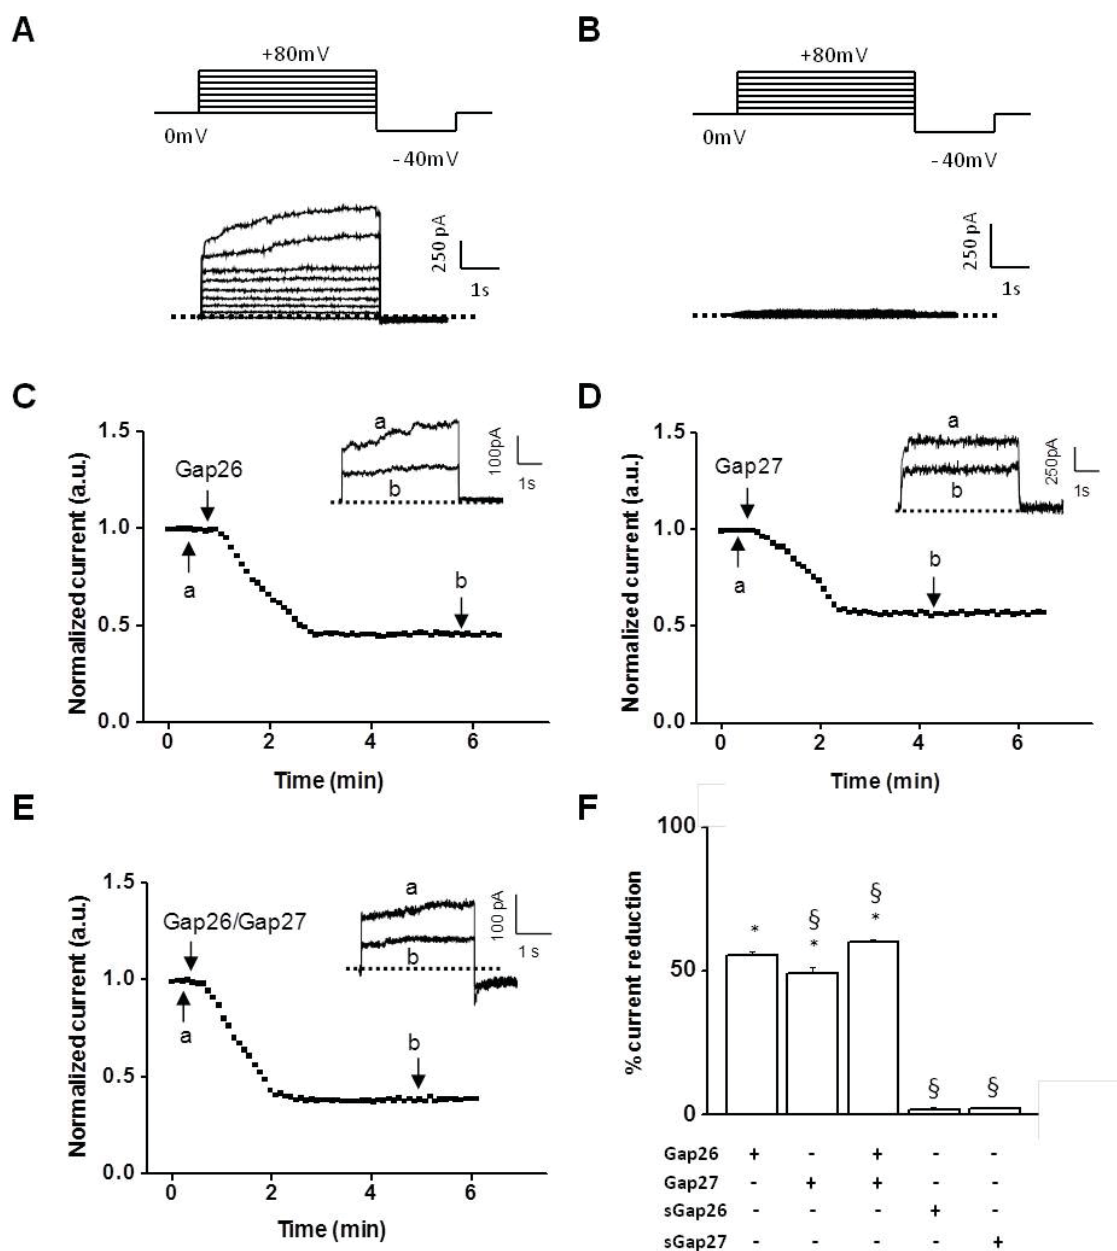 A
+80mV
0mV
- 40mV
250 pA
1s
B
+80mV
0mV
- 40mV
250 pA
1s
C
Normalized current (a.u.)
1.5
1.0
0.5
0.0
Gap26
a
b
a
b
100pA
1s
0 2 4 6
Time (min)
D
Normalized current (a.u.)
1.5
1.0
0.5
0.0
Gap27
a
b
a
b
250pA
1s
0 2 4 6
Time (min)
E
Normalized current (a.u.)
1.5
1.0
0.5
0.0
Gap26/Gap27
a
b
a
b
100 pA
1 s
0 2 4 6
Time (min)
F
% current reduction
100
50
0
*
§
*
§
*
§
§
Gap26 + - + - -
Gap27 - + + - -
sGap26 - - - + -
sGap27 - - - - +